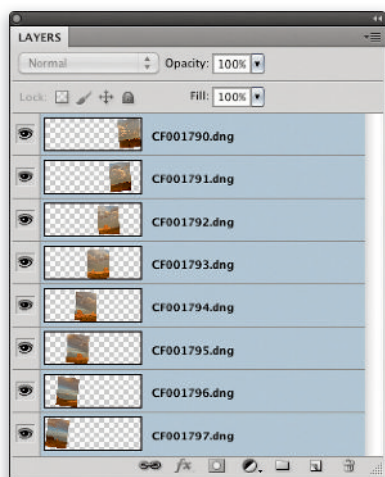 LAYERS
Normal Opacity: 100%
Lock: Fill: 100%
CF001790.dng
CF001791.dng
CF001792.dng
CF001793.dng
CF001794.dng
CF001795.dng
CF001796.dng
CF001797.dng
fx